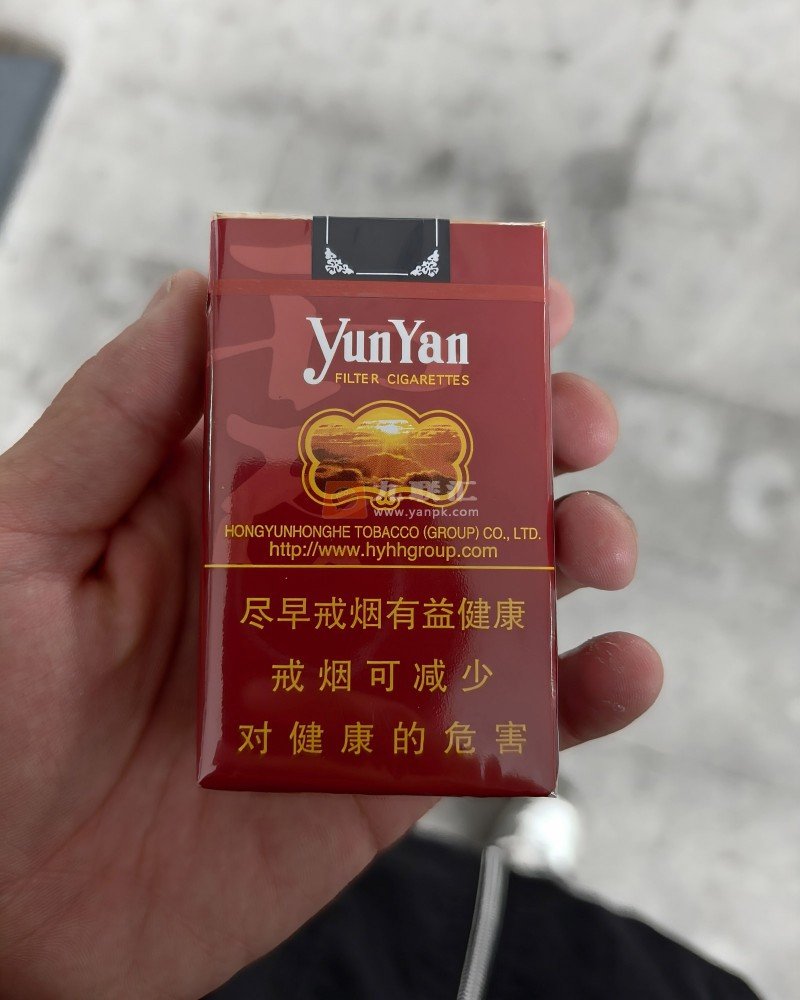 YunYan
FILTER CIGARETTES
www.yanpk.com
HONGYUNHONGHE TOBACCO (GROUP) CO., LTD.
http://www.hyhhgroup.com
尽早戒烟有益健康
戒烟可减少
对健康的危害